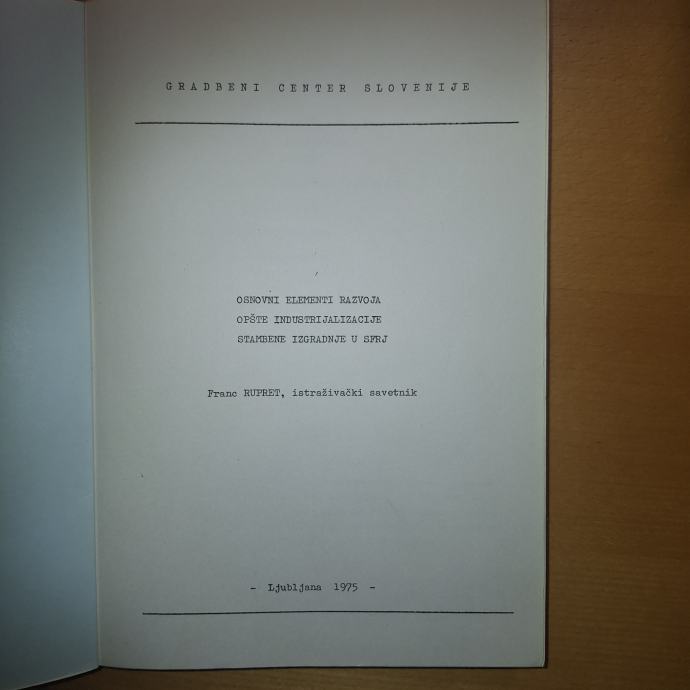 GRADBENI CENTER SLOVENIJE
OSNOVNI ELEMENTI RAZVOJA
OPŠTE INDUSTRIJALIZACIJE
STAMBENE IZGRADNJE U SFRJ
Franc RUPRET, istraživački savetnik
- Ljubljana 1975 -